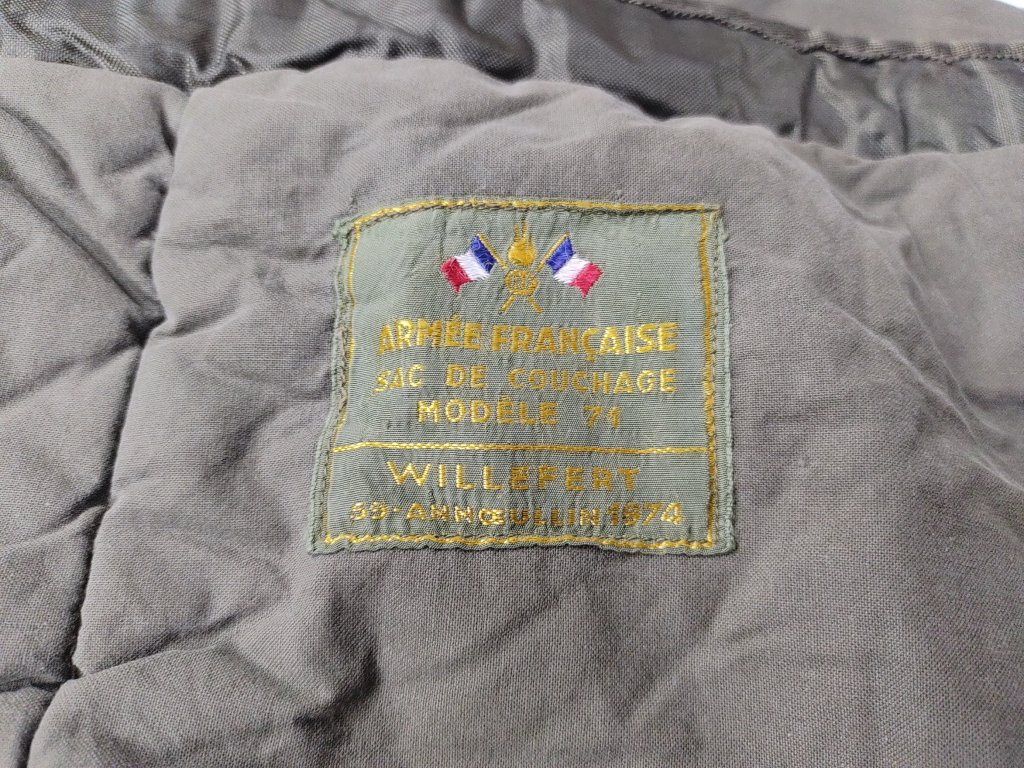 ARMÉE FRANÇAISE
SAC DE COUCHAGE
MODÈLE 71
WILLEFERT
59-ANNŒULLIN 1974